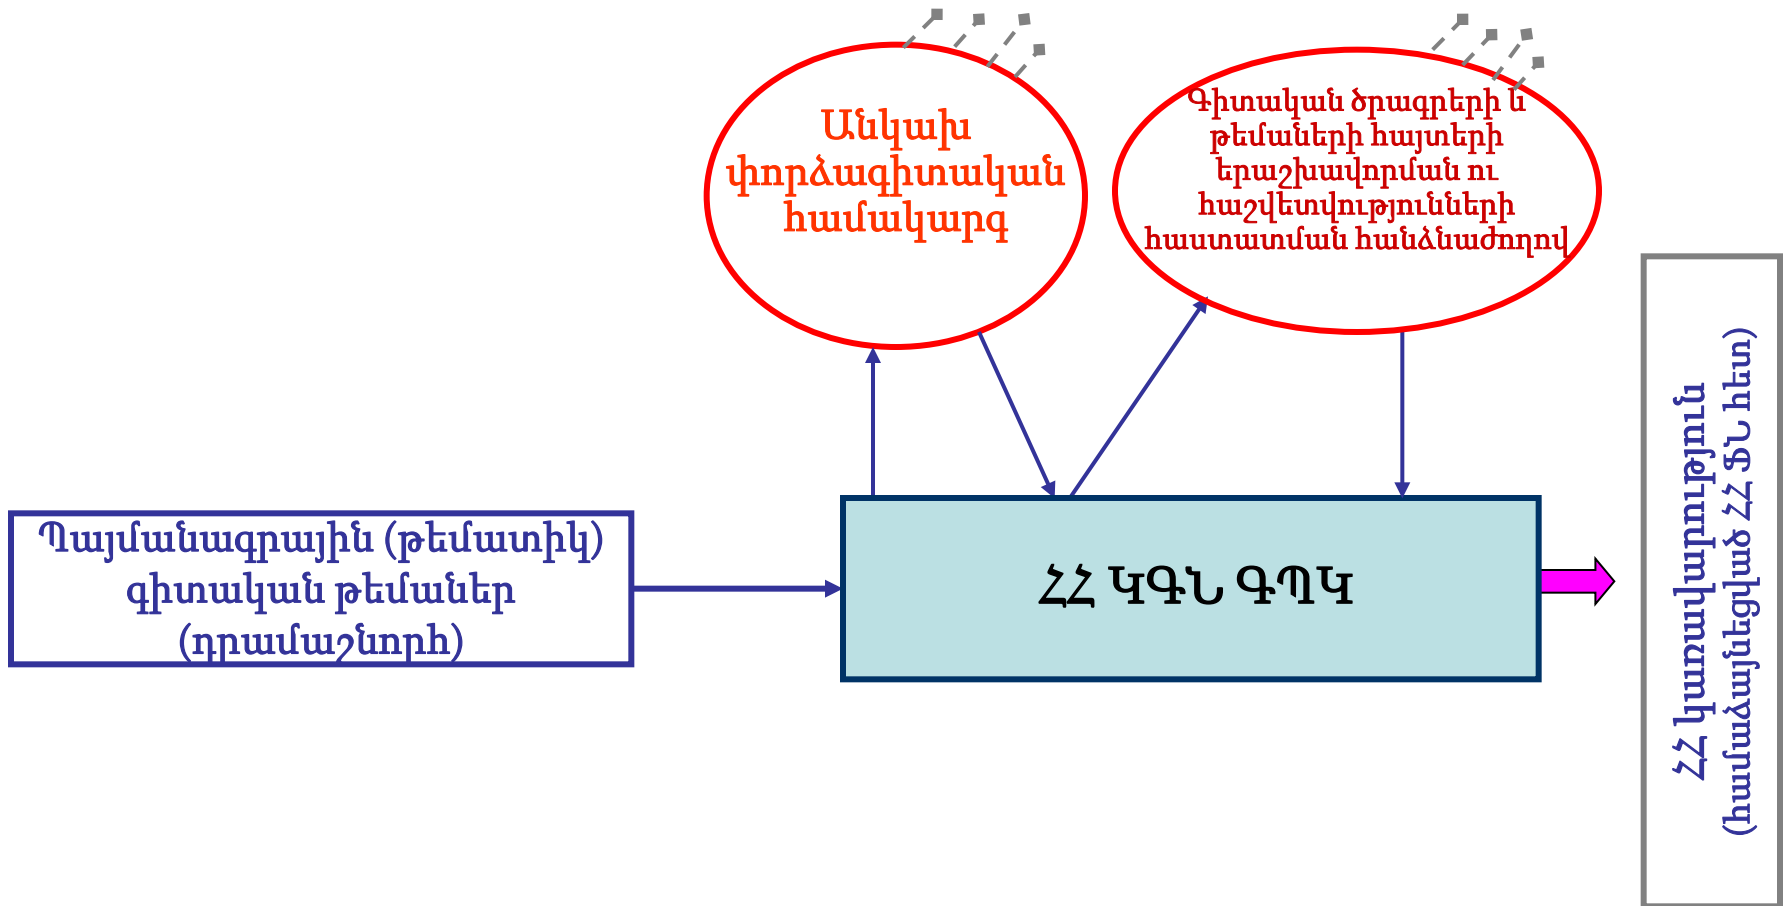 Անկախ
փորձագիտական
համակարգ
Գիտական ծրագրերի և
թեմաների հայտերի
երաշխավորման ու
հաշվետվությունների
հաստատման հանձնաժողով
Պայմանագրային (թեմատիկ)
գիտական թեմաներ
(դրամաշնորհ)
ՀՀ ԿԳՆ ԳՊԿ
ՀՀ կառավարություն
(համաձայնեցված ՀՀ ՖՆ հետ)